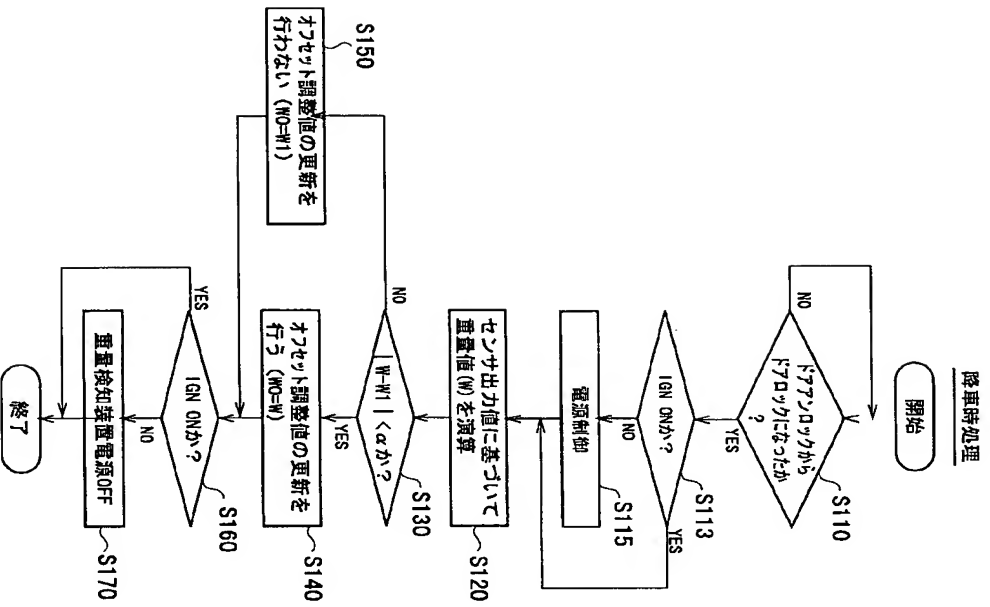 降車時処理
開始
ドアアンロックから
ドアロックになったか
?
S110
NO
YES
IGN ONか?
S113
YES
NO
電源制御
S115
センサ出力値に基づいて
重量値(W)を演算
S120
|W-W1|<αか?
S130
NO
YES
オフセット調整値の更新を
行う (W0=W)
S140
オフセット調整値の更新を
行わない (W0=W1)
S150
IGN ONか?
S160
YES
NO
重量検知装置電源OFF
S170
終了